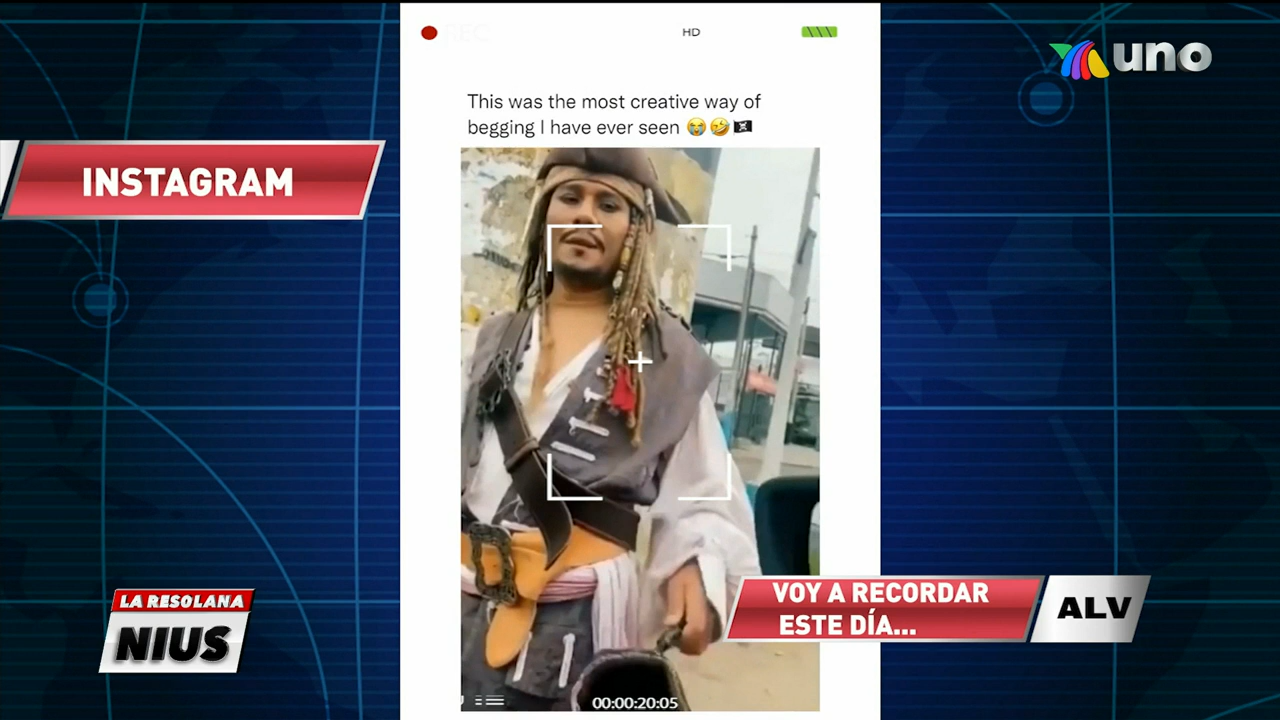 REC
HD
uno
This was the most creative way of
begging I have ever seen 😭🤣🏴‍☠️
INSTAGRAM
VOY A RECORDAR
ESTE DÍA...
ALV
LA RESOLANA
NIUS
00:00:20:05